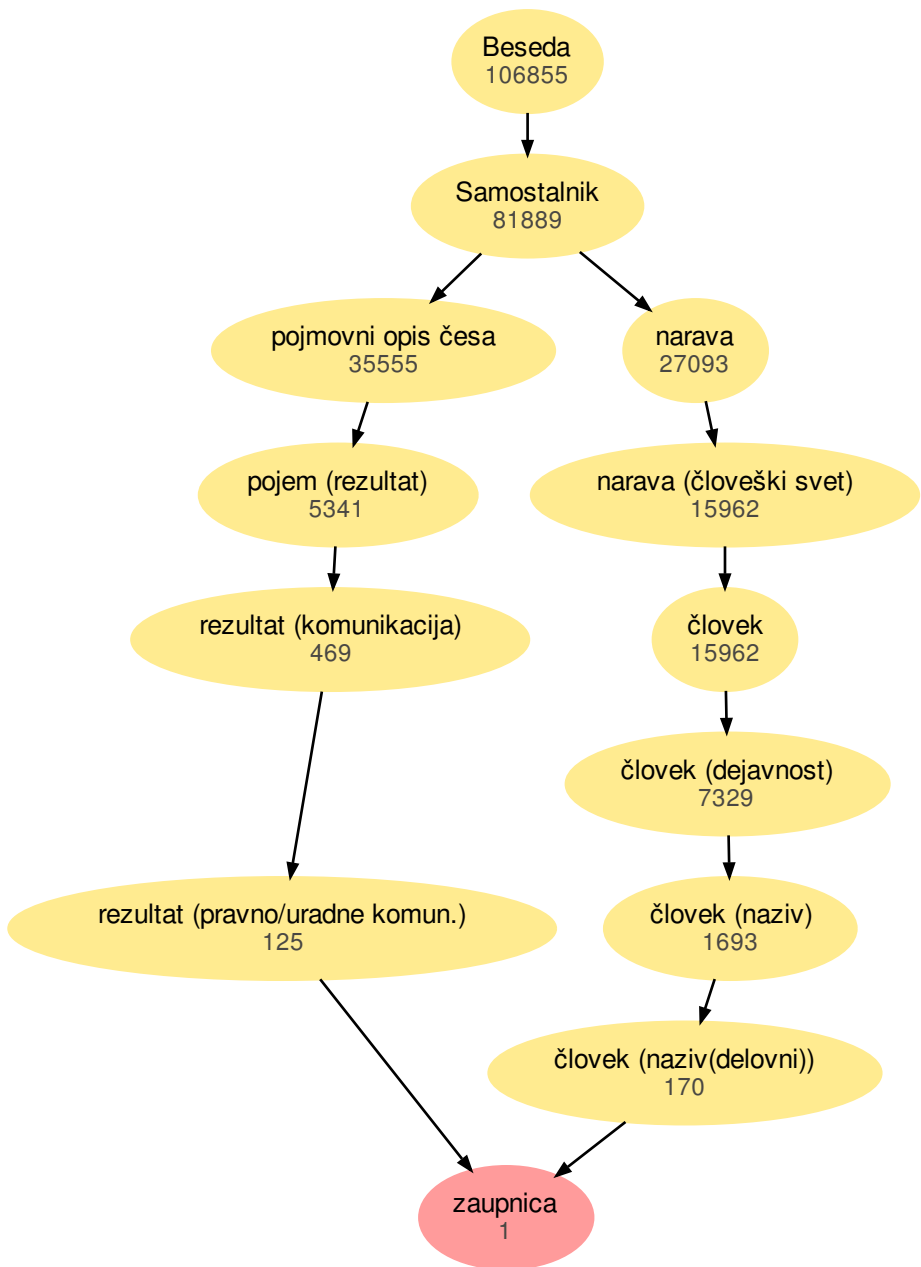 Beseda
106855
Samostalnik
81889
pojmovni opis česa
35555
narava
27093
pojem (rezultat)
5341
narava (človeški svet)
15962
rezultat (komunikacija)
469
človek
15962
človek (dejavnost)
7329
rezultat (pravno/uradne komun.)
125
človek (naziv)
1693
človek (naziv(delovni))
170
zaupnica
1